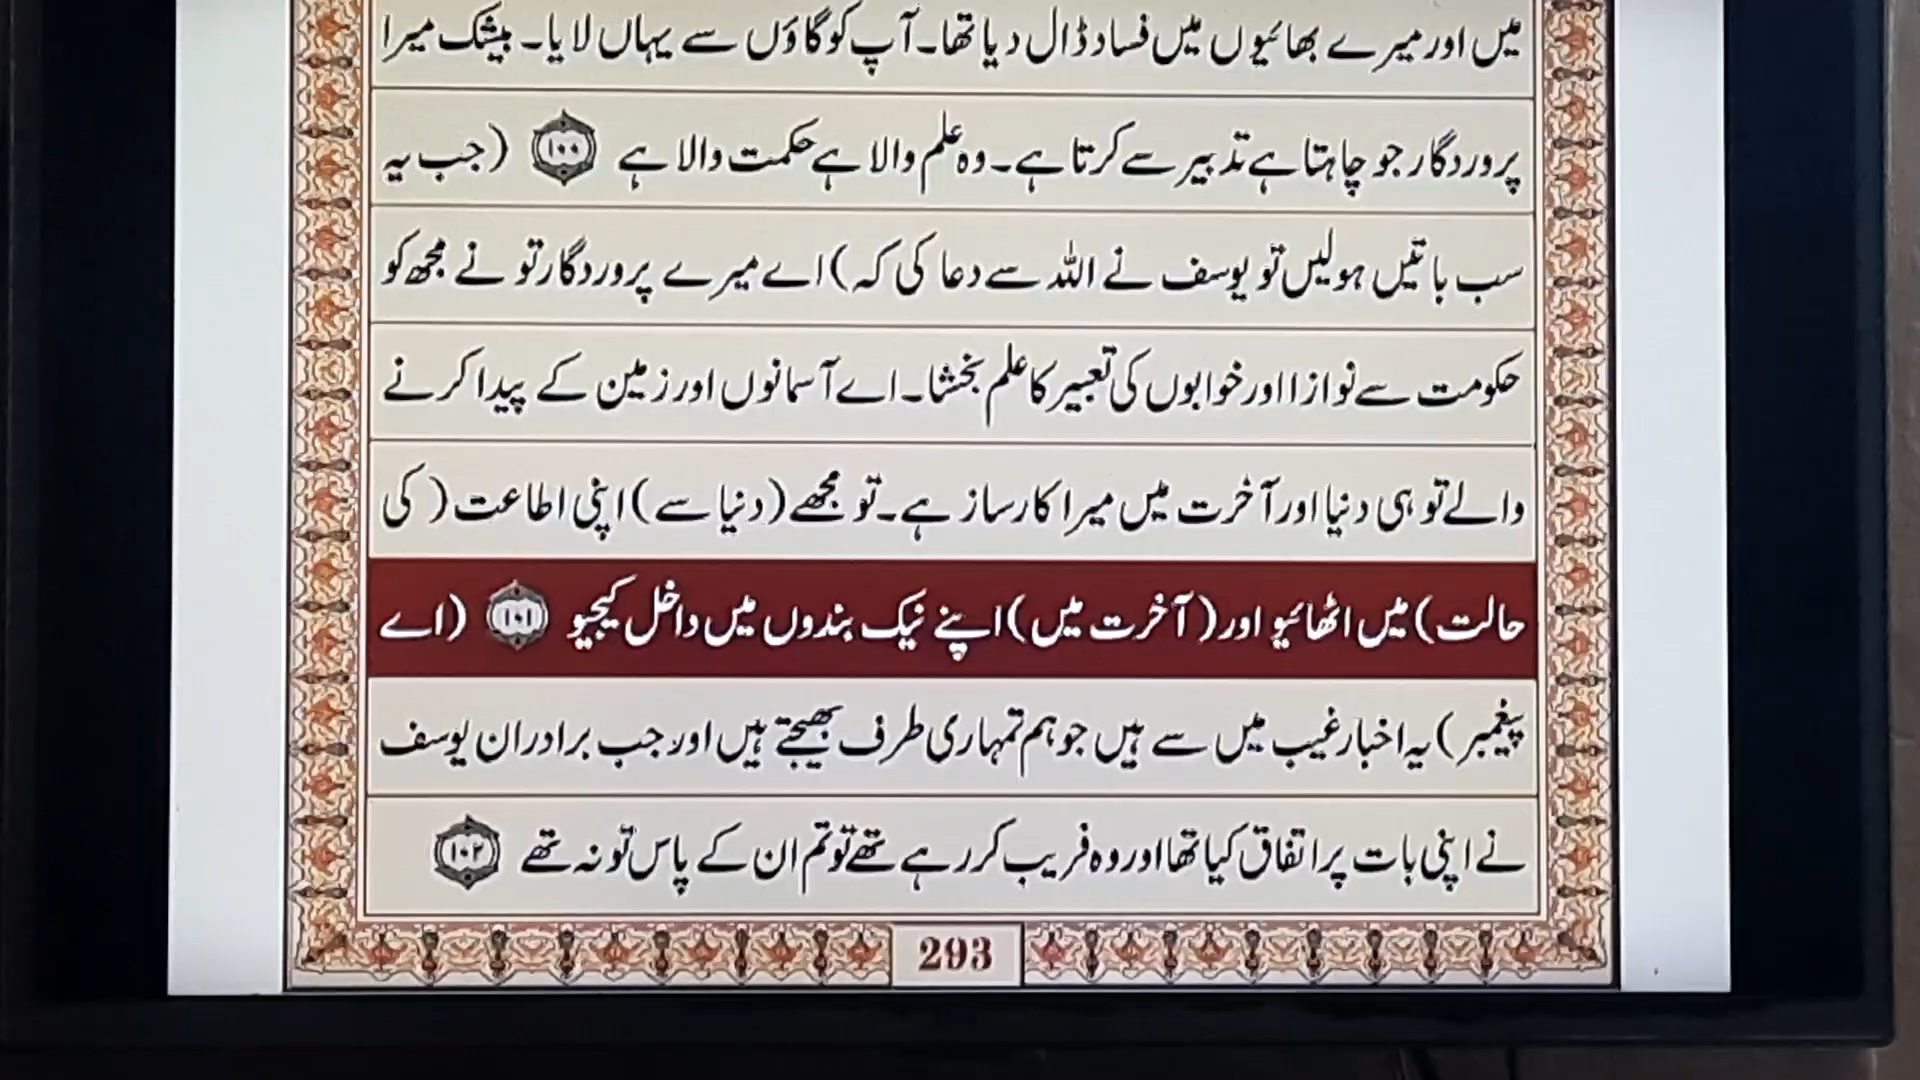 میں اور میرے بھائیوں میں فساد ڈال دیا تھا۔ آپ کو گاؤں سے یہاں لایا۔ بیشک میرا
پروردگار جو چاہتا ہے تدبیر سے کرتا ہے۔ وہ علم والا ہے حکمت والا ہے ۱۰۰ (جب یہ
سب باتیں ہولیں تو یوسف نے اللہ سے دعا کی کہ) اے میرے پروردگار تو نے مجھ کو
حکومت سے نوازا اور خوابوں کی تعبیر کا علم بخشا۔ اے آسمانوں اور زمین کے پیدا کرنے
والے تو ہی دنیا اور آخرت میں میرا کارساز ہے۔ تو مجھے (دنیا سے) اپنی اطاعت (کی
حالت) میں اٹھائیو اور (آخرت میں) اپنے نیک بندوں میں داخل کیجیو ۱۰۱ (اے
پیغمبر) یہ اخبار غیب میں سے ہیں جو ہم تمہاری طرف بھیجتے ہیں اور جب برادران یوسف
نے اپنی بات پر اتفاق کیا تھا اور وہ فریب کر رہے تھے تو تم ان کے پاس تو نہ تھے ۱۰۲
293